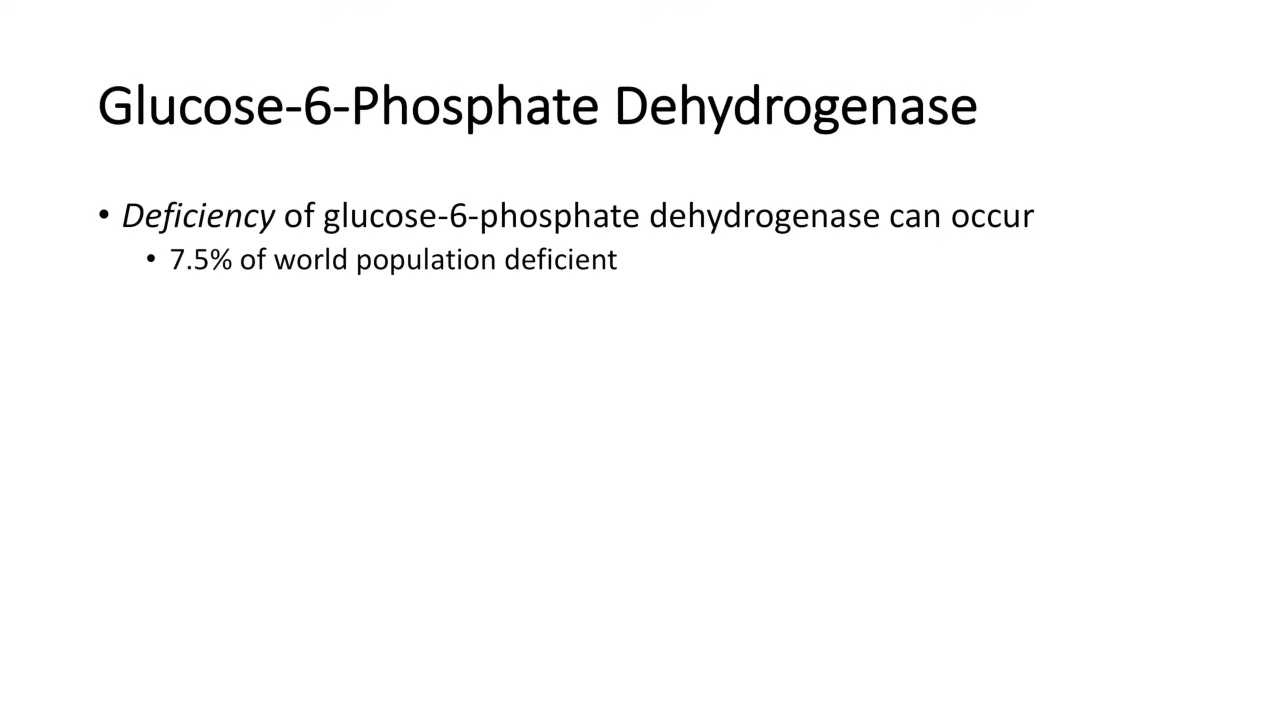 Glucose-6-Phosphate Dehydrogenase
• Deficiency of glucose-6-phosphate dehydrogenase can occur
• 7.5% of world population deficient